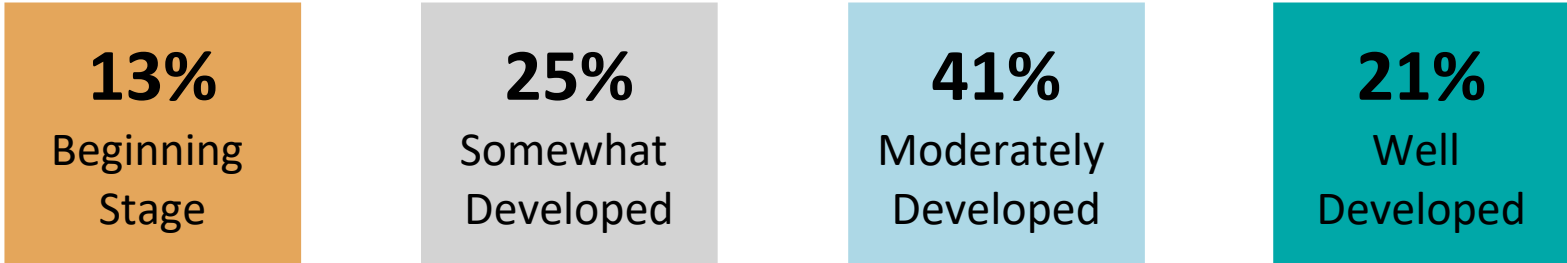 13%
Beginning
Stage
25%
Somewhat
Developed
41%
Moderately
Developed
21%
Well
Developed